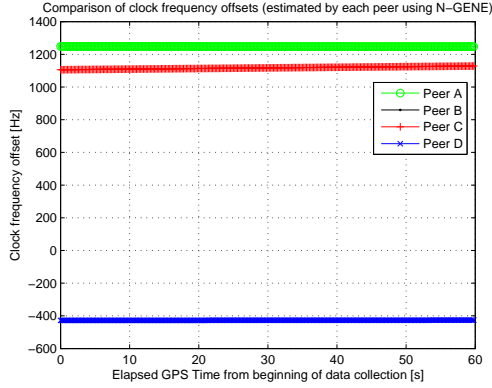 Comparison of clock frequency offsets (estimated by each peer using N−GENE)
1400
1200
1000
800
600
400
200
0
−200
−400
−600
Clock frequency offset [Hz]
Peer A
Peer B
Peer C
Peer D
0 10 20 30 40 50 60
Elapsed GPS Time from beginning of data collection [s]